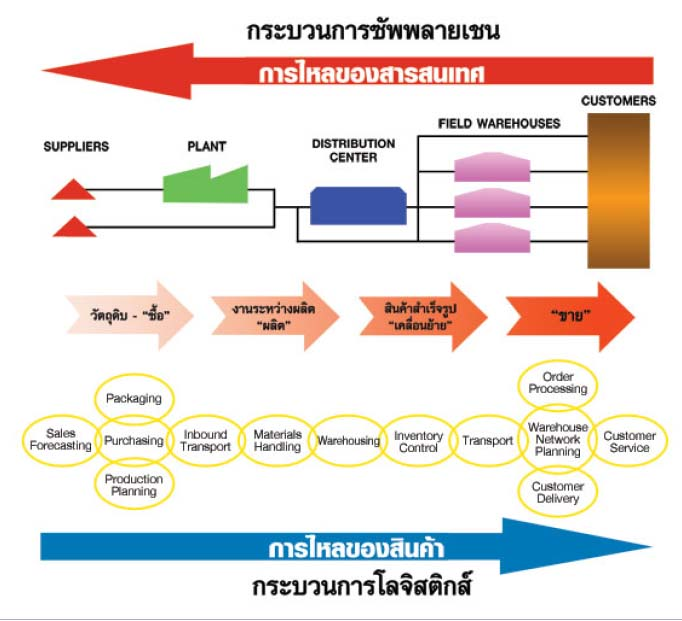 กระบวนการซัพพลายเชน
การไหลของสารสนเทศ
CUSTOMERS
FIELD WAREHOUSES
SUPPLIERS
PLANT
DISTRIBUTION
CENTER
วัตถุดิบ - “ซื้อ”
งานระหว่างผลิต
“ผลิต”
สินค้าสำเร็จรูป
“เคลื่อนย้าย”
“ขาย”
Packaging
Order
Processing
Sales
Forecasting
Purchasing
Inbound
Transport
Materials
Handling
Warehousing
Inventory
Control
Transport
Warehouse
Network
Planning
Customer
Service
Production
Planning
Customer
Delivery
การไหลของสินค้า
กระบวนการโลจิสติกส์